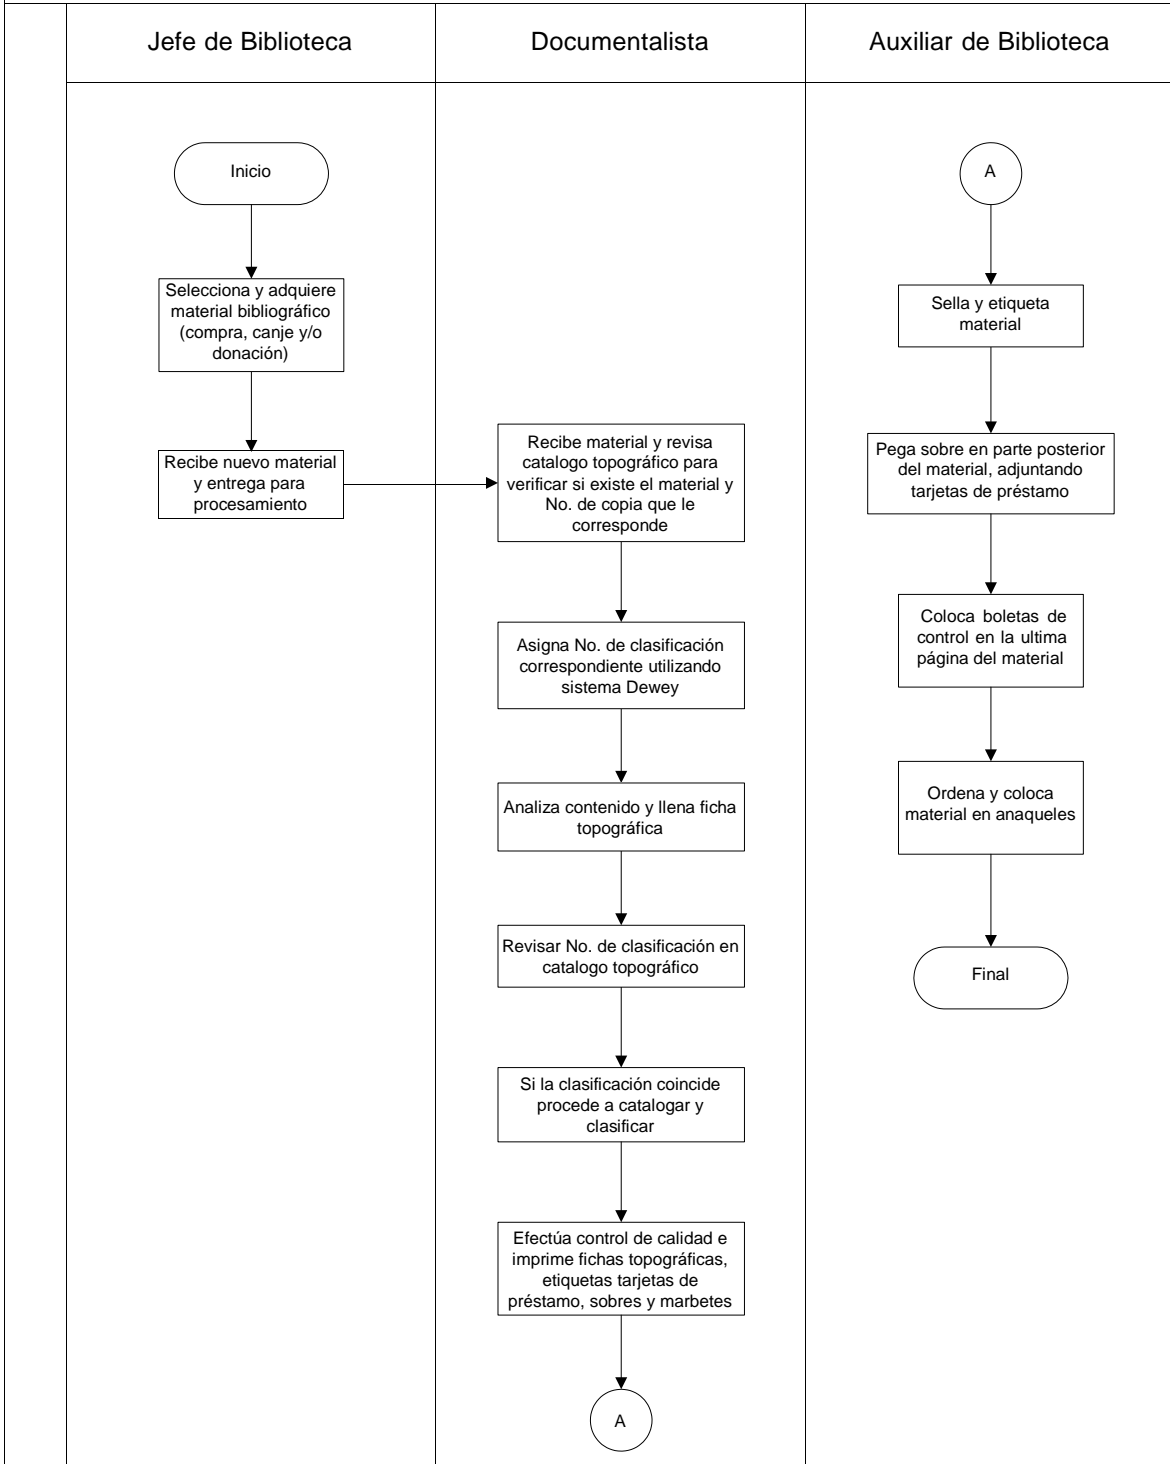 Jefe de Biblioteca
Documentalista
Auxiliar de Biblioteca
Inicio
Selecciona y adquiere
material bibliográfico
(compra, canje y/o
donación)
Recibe nuevo material
y entrega para
procesamiento
Recibe material y revisa
catalogo topográfico para
verificar si existe el material y
No. de copia que le
corresponde
Asigna No. de clasificación
correspondiente utilizando
sistema Dewey
Analiza contenido y llena ficha
topográfica
Revisar No. de clasificación en
catalogo topográfico
Si la clasificación coincide
procede a catalogar y
clasificar
Efectúa control de calidad e
imprime fichas topográficas,
etiquetas tarjetas de
préstamo, sobres y marbetes
A
A
Sella y etiqueta
material
Pega sobre en parte posterior
del material, adjuntando
tarjetas de préstamo
Coloca boletas de
control en la ultima
página del material
Ordena y coloca
material en anaqueles
Final